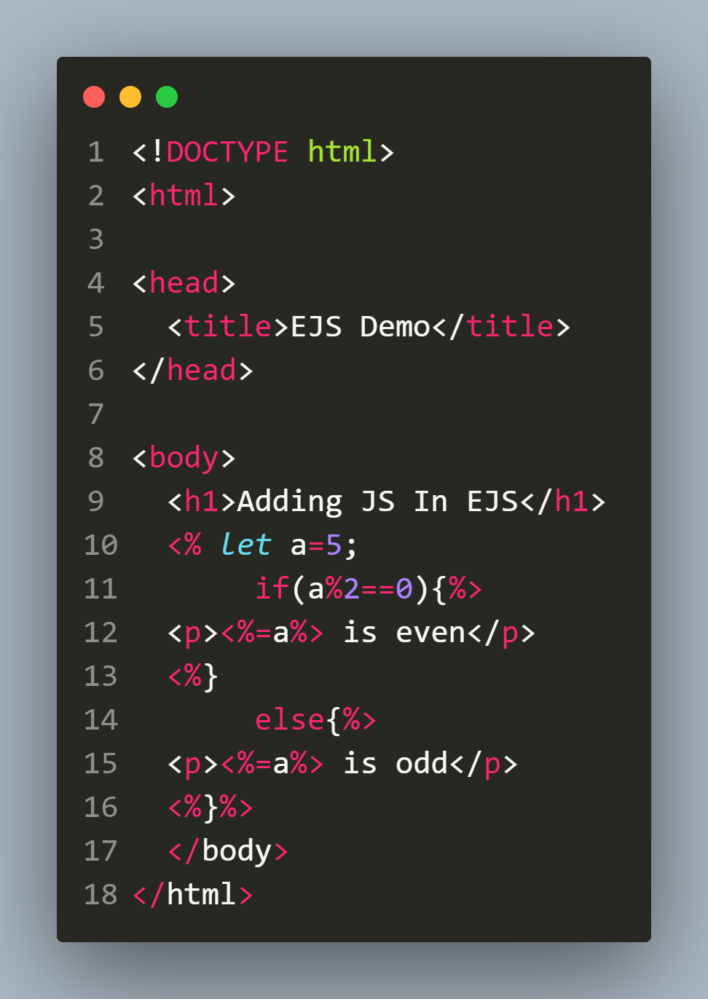 1 <!DOCTYPE html>
2 <html>
3
4 <head>
5   <title>EJS Demo</title>
6 </head>
7
8 <body>
9   <h1>Adding JS In EJS</h1>
10   <% let a=5;
11        if(a%2==0){%>
12   <p><%=a%> is even</p>
13   <%}
14        else{%>
15   <p><%=a%> is odd</p>
16   <%}%>
17   </body>
18 </html>